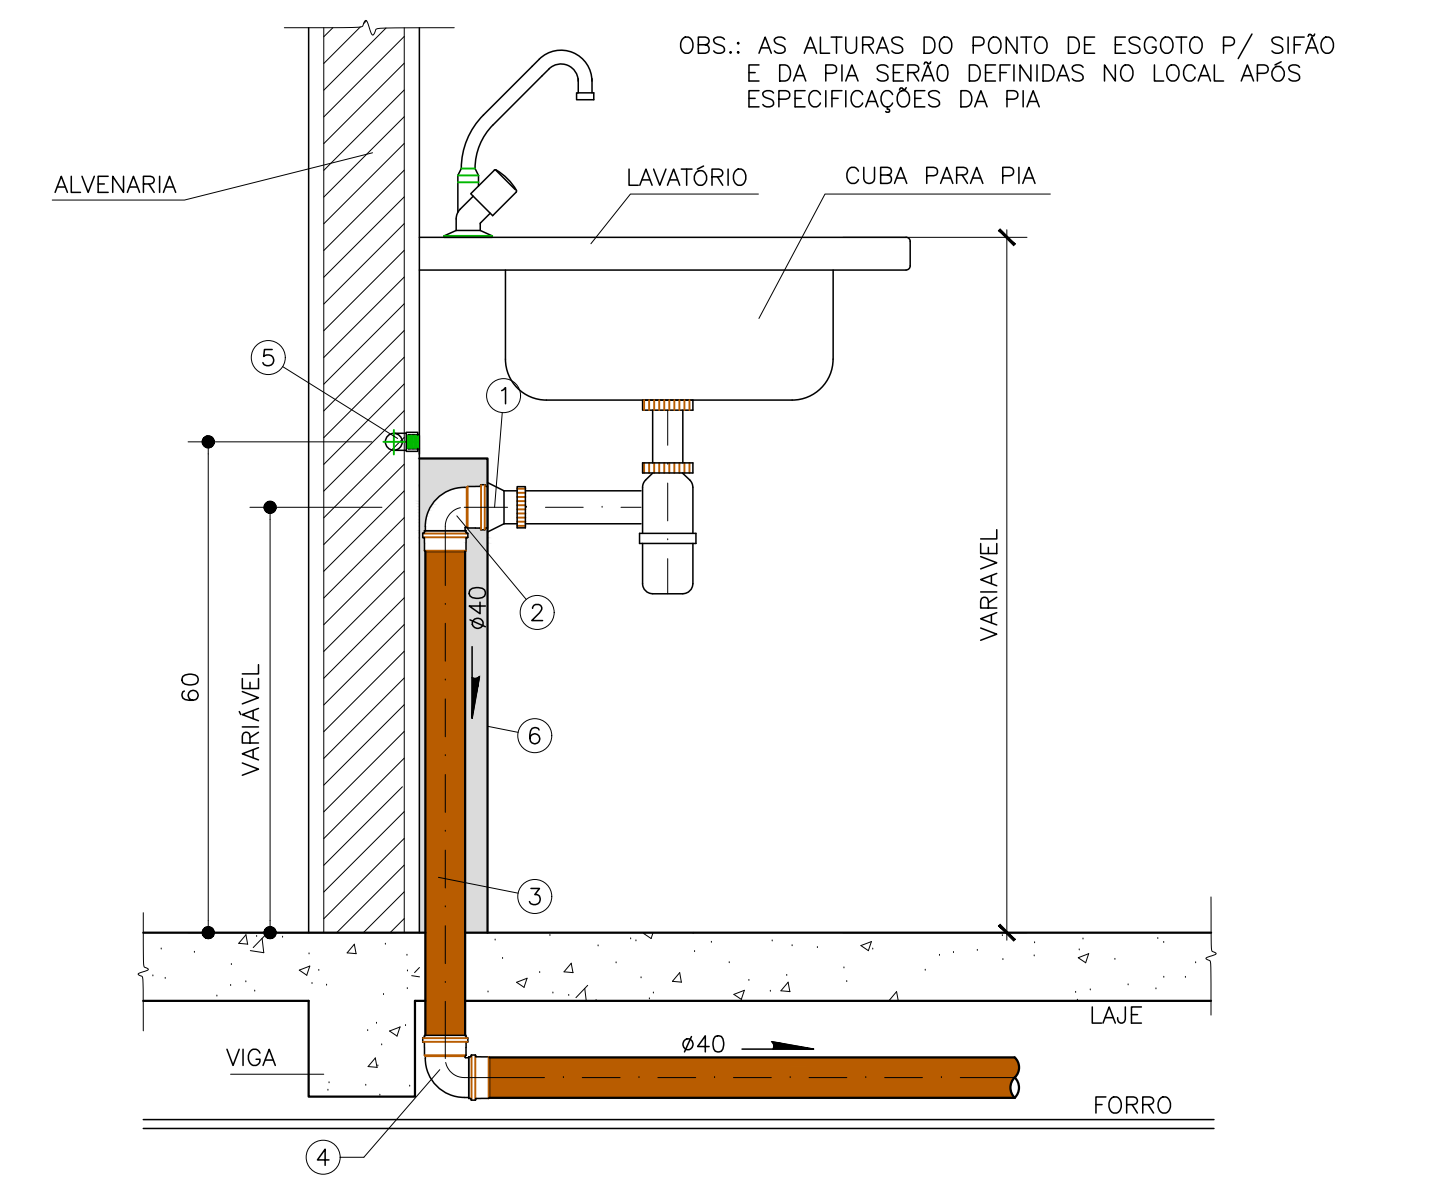 OBS.: AS ALTURAS DO PONTO DE ESGOTO P/ SIFÃO
E DA PIA SERÃO DEFINIDAS NO LOCAL APÓS
ESPECIFICAÇÕES DA PIA
ALVENARIA
LAVATÓRIO
CUBA PARA PIA
5
1
2
ø40
VARIAVEL
60
VARIÁVEL
6
3
LAJE
ø40
VIGA
FORRO
4